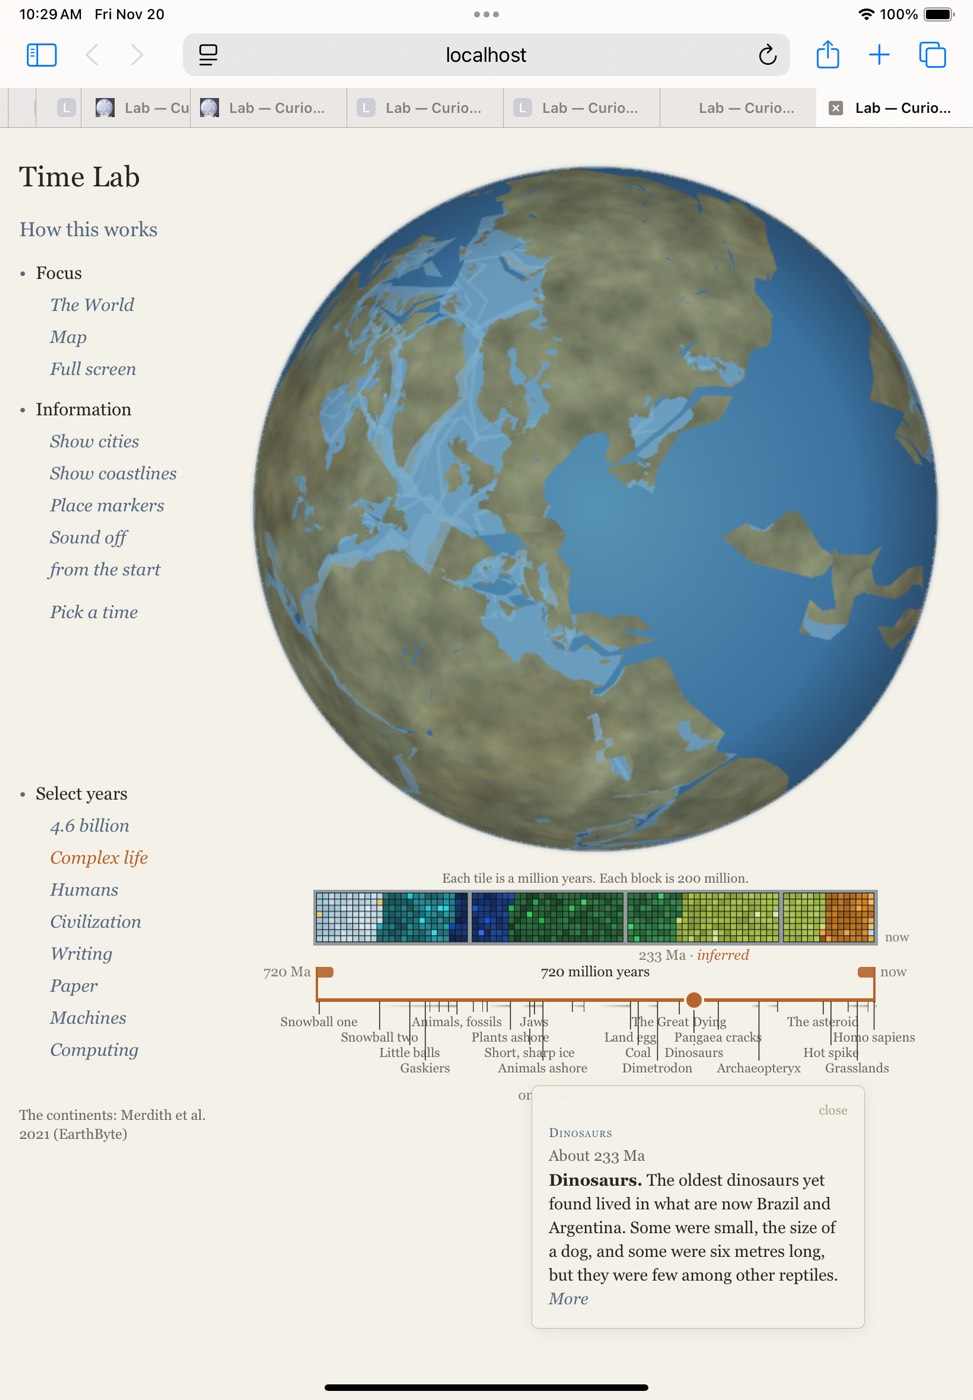 10:29 AM Fri Nov 20
100%
localhost
L
Lab — Cu
Lab — Curio...
L
Lab — Curio...
L
Lab — Curio...
Lab — Curio...
Lab — Curio...
Time Lab
How this works
• Focus
The World
Map
Full screen
• Information
Show cities
Show coastlines
Place markers
Sound off
from the start
Pick a time
• Select years
4.6 billion
Complex life
Humans
Civilization
Writing
Paper
Machines
Computing
The continents: Merdith et al.
2021 (EarthByte)
Each tile is a million years. Each block is 200 million.
now
233 Ma · inferred
720 Ma
720 million years
now
Snowball one
Animals, fossils
Jaws
The Great Dying
The asteroid
Snowball two
Plants ashore
Land egg
Pangaea cracks
Homo sapiens
Little balls
Short, sharp ice
Coal
Dinosaurs
Hot spike
Gaskiers
Animals ashore
Dimetrodon
Archaeopteryx
Grasslands
close
Dinosaurs
About 233 Ma
Dinosaurs. The oldest dinosaurs yet
found lived in what are now Brazil and
Argentina. Some were small, the size of
a dog, and some were six metres long,
but they were few among other reptiles.
More